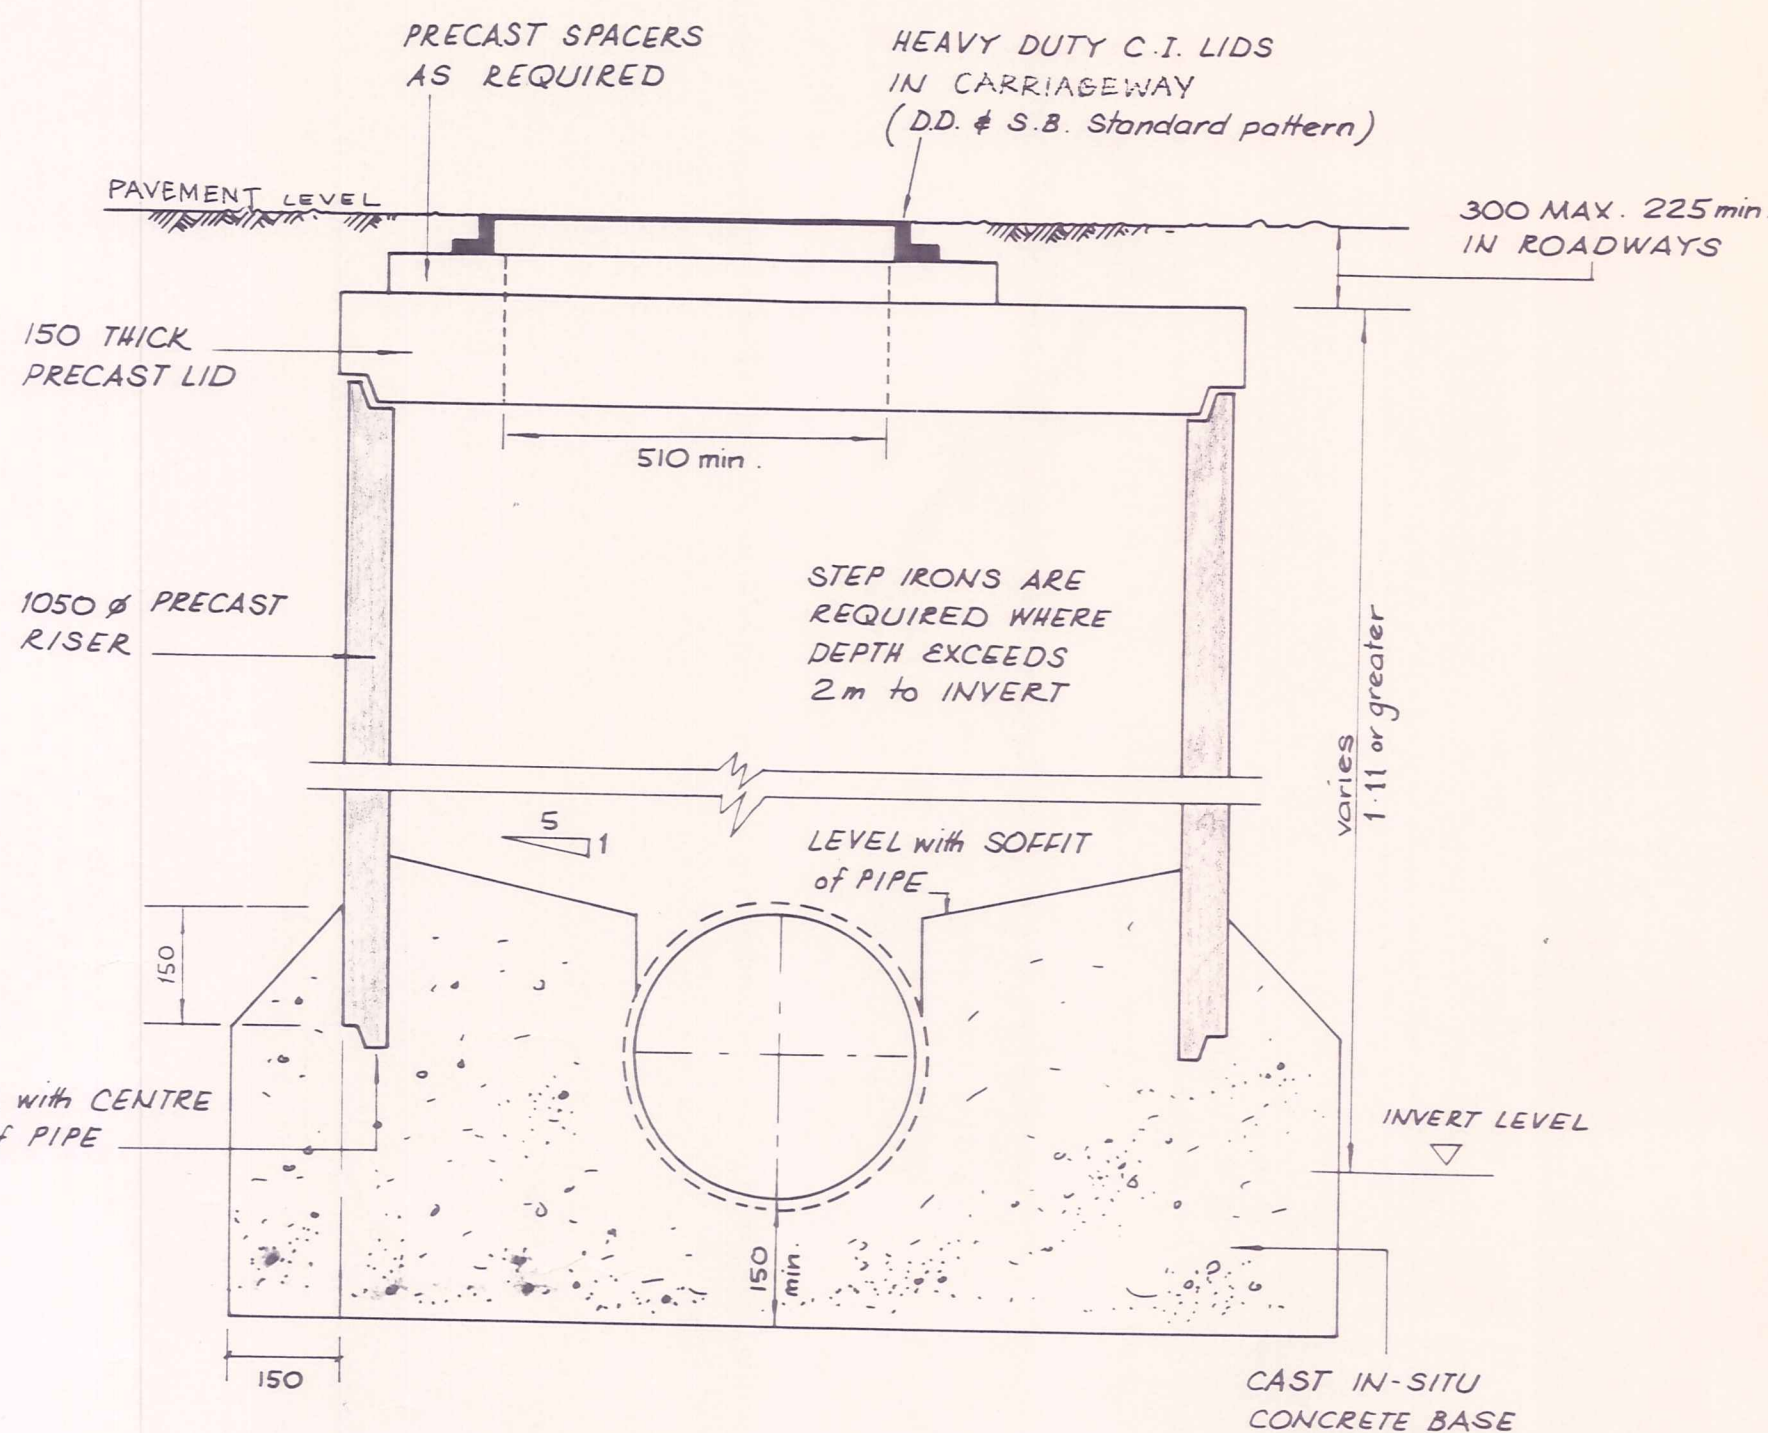 PRECAST SPACERS
AS REQUIRED
HEAVY DUTY C.I. LIDS
IN CARRIAGEWAY
(D.D. & S.B. Standard pattern)
PAVEMENT LEVEL
300 MAX. 225 min.
IN ROADWAYS
150 THICK
PRECAST LID
510 min.
1050 ø PRECAST
RISER
STEP IRONS ARE
REQUIRED WHERE
DEPTH EXCEEDS
2m to INVERT
varies
1.11 or greater
5
1
LEVEL with SOFFIT
of PIPE
150
with CENTRE
f PIPE
INVERT LEVEL
150
min.
150
CAST IN-SITU
CONCRETE BASE